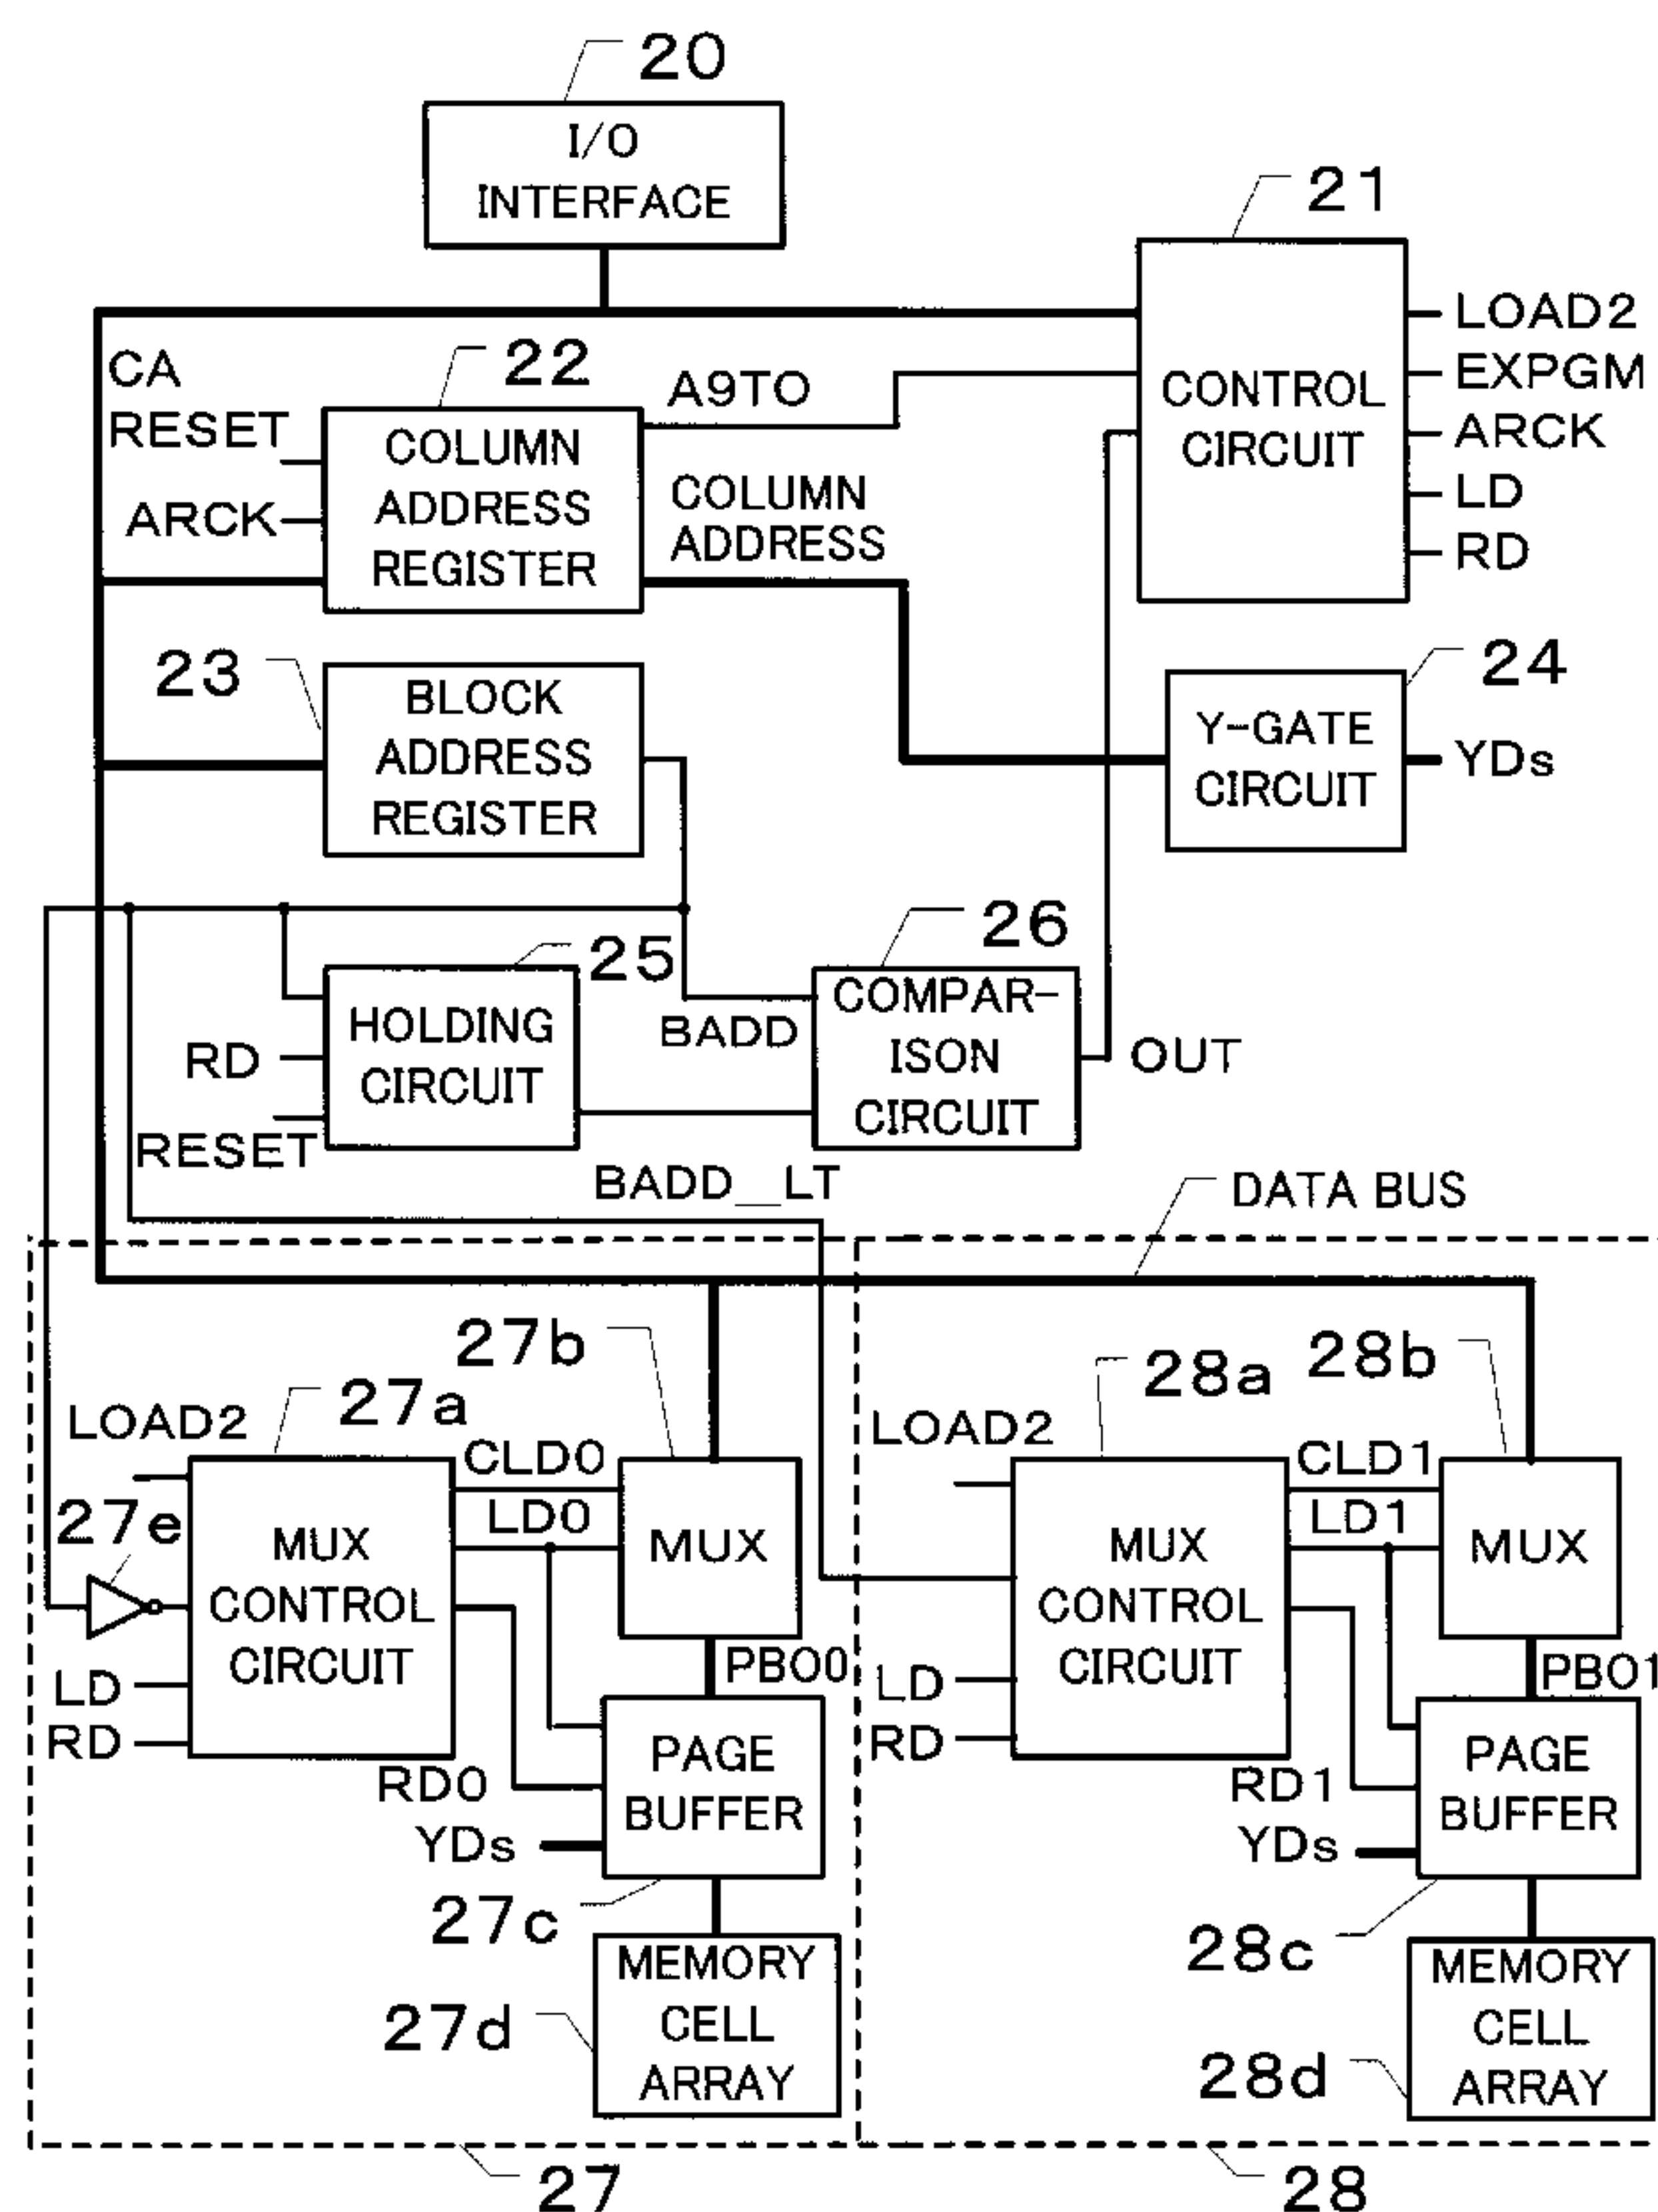 20
I/O
INTERFACE
21
LOAD2
EXPGM
ARCK
LD
RD
CONTROL
CIRCUIT
CA
RESET
ARCK
22
COLUMN
ADDRESS
REGISTER
A9TO
COLUMN
ADDRESS
23
BLOCK
ADDRESS
REGISTER
24
Y-GATE
CIRCUIT
YDs
25
HOLDING
CIRCUIT
RD
RESET
26
COMPAR-
ISON
CIRCUIT
BADD
OUT
BADD_LT
DATA BUS
27b
27a
LOAD2
27e
MUX
CONTROL
CIRCUIT
LD
RD
CLD0
LD0
MUX
PBO0
RD0
YDs
PAGE
BUFFER
27c
27d
MEMORY
CELL
ARRAY
27
28b
28a
LOAD2
MUX
CONTROL
CIRCUIT
LD
RD
CLD1
LD1
MUX
PBO1
RD1
YDs
PAGE
BUFFER
28c
28d
MEMORY
CELL
ARRAY
28